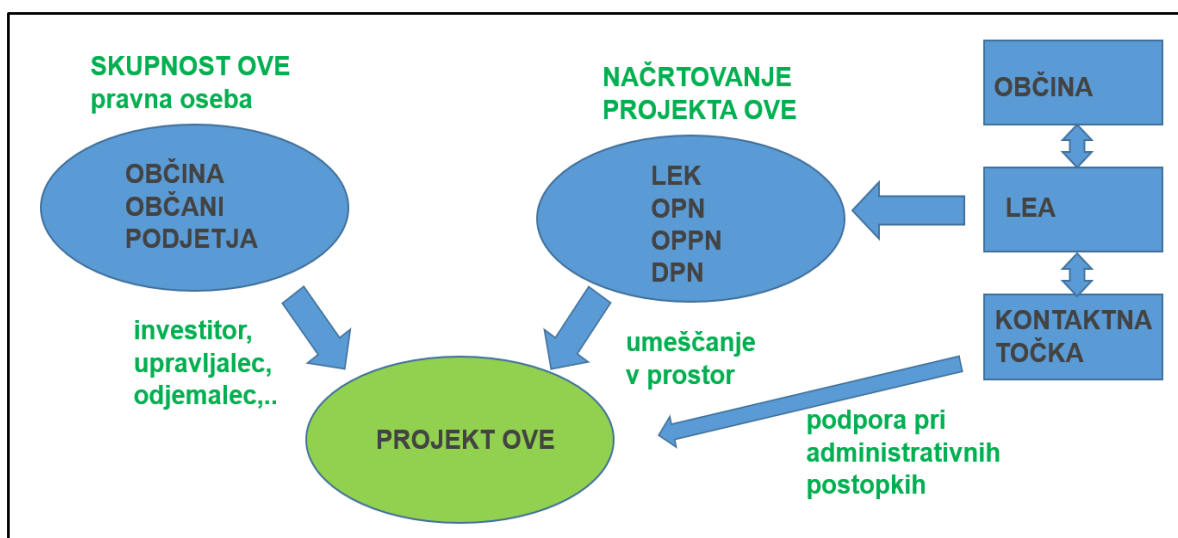 SKUPNOST OVE
pravna oseba
OBČINA
OBČANI
PODJETJA
investitor,
upravljalec,
odjemalec,..
NAČRTOVANJE
PROJEKTA OVE
LEK
OPN
OPPN
DPN
umeščanje
v prostor
PROJEKT OVE
OBČINA
LEA
KONTAKTNA
TOČKA
podpora pri
administrativnih
postopkih